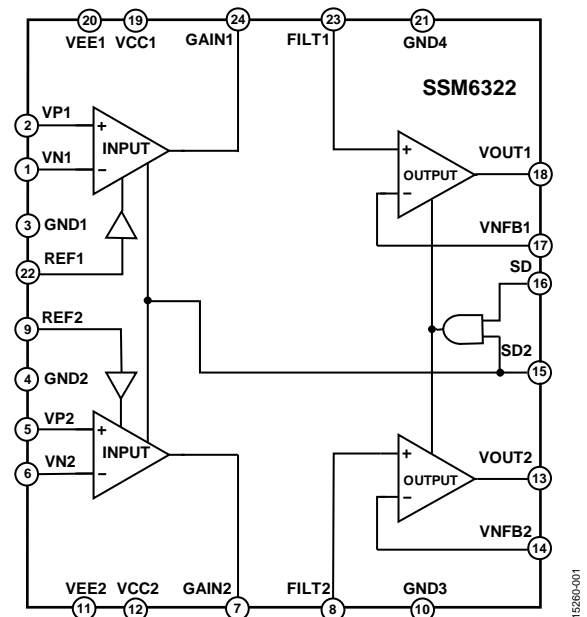 20 19 24 23 21
VEE1 VCC1 GAIN1 FILT1 GND4
SSM6322
2 VP1 + INPUT
1 VN1 −
+ OUTPUT − VOUT1 18
3 GND1
VNFB1 17
22 REF1
SD 16
9 REF2
SD2 15
4 GND2
5 VP2 + INPUT
6 VN2 −
+ OUTPUT − VOUT2 13
VNFB2 14
VEE2 VCC2 GAIN2 FILT2 GND3
11 12 7 8 10
15260-001